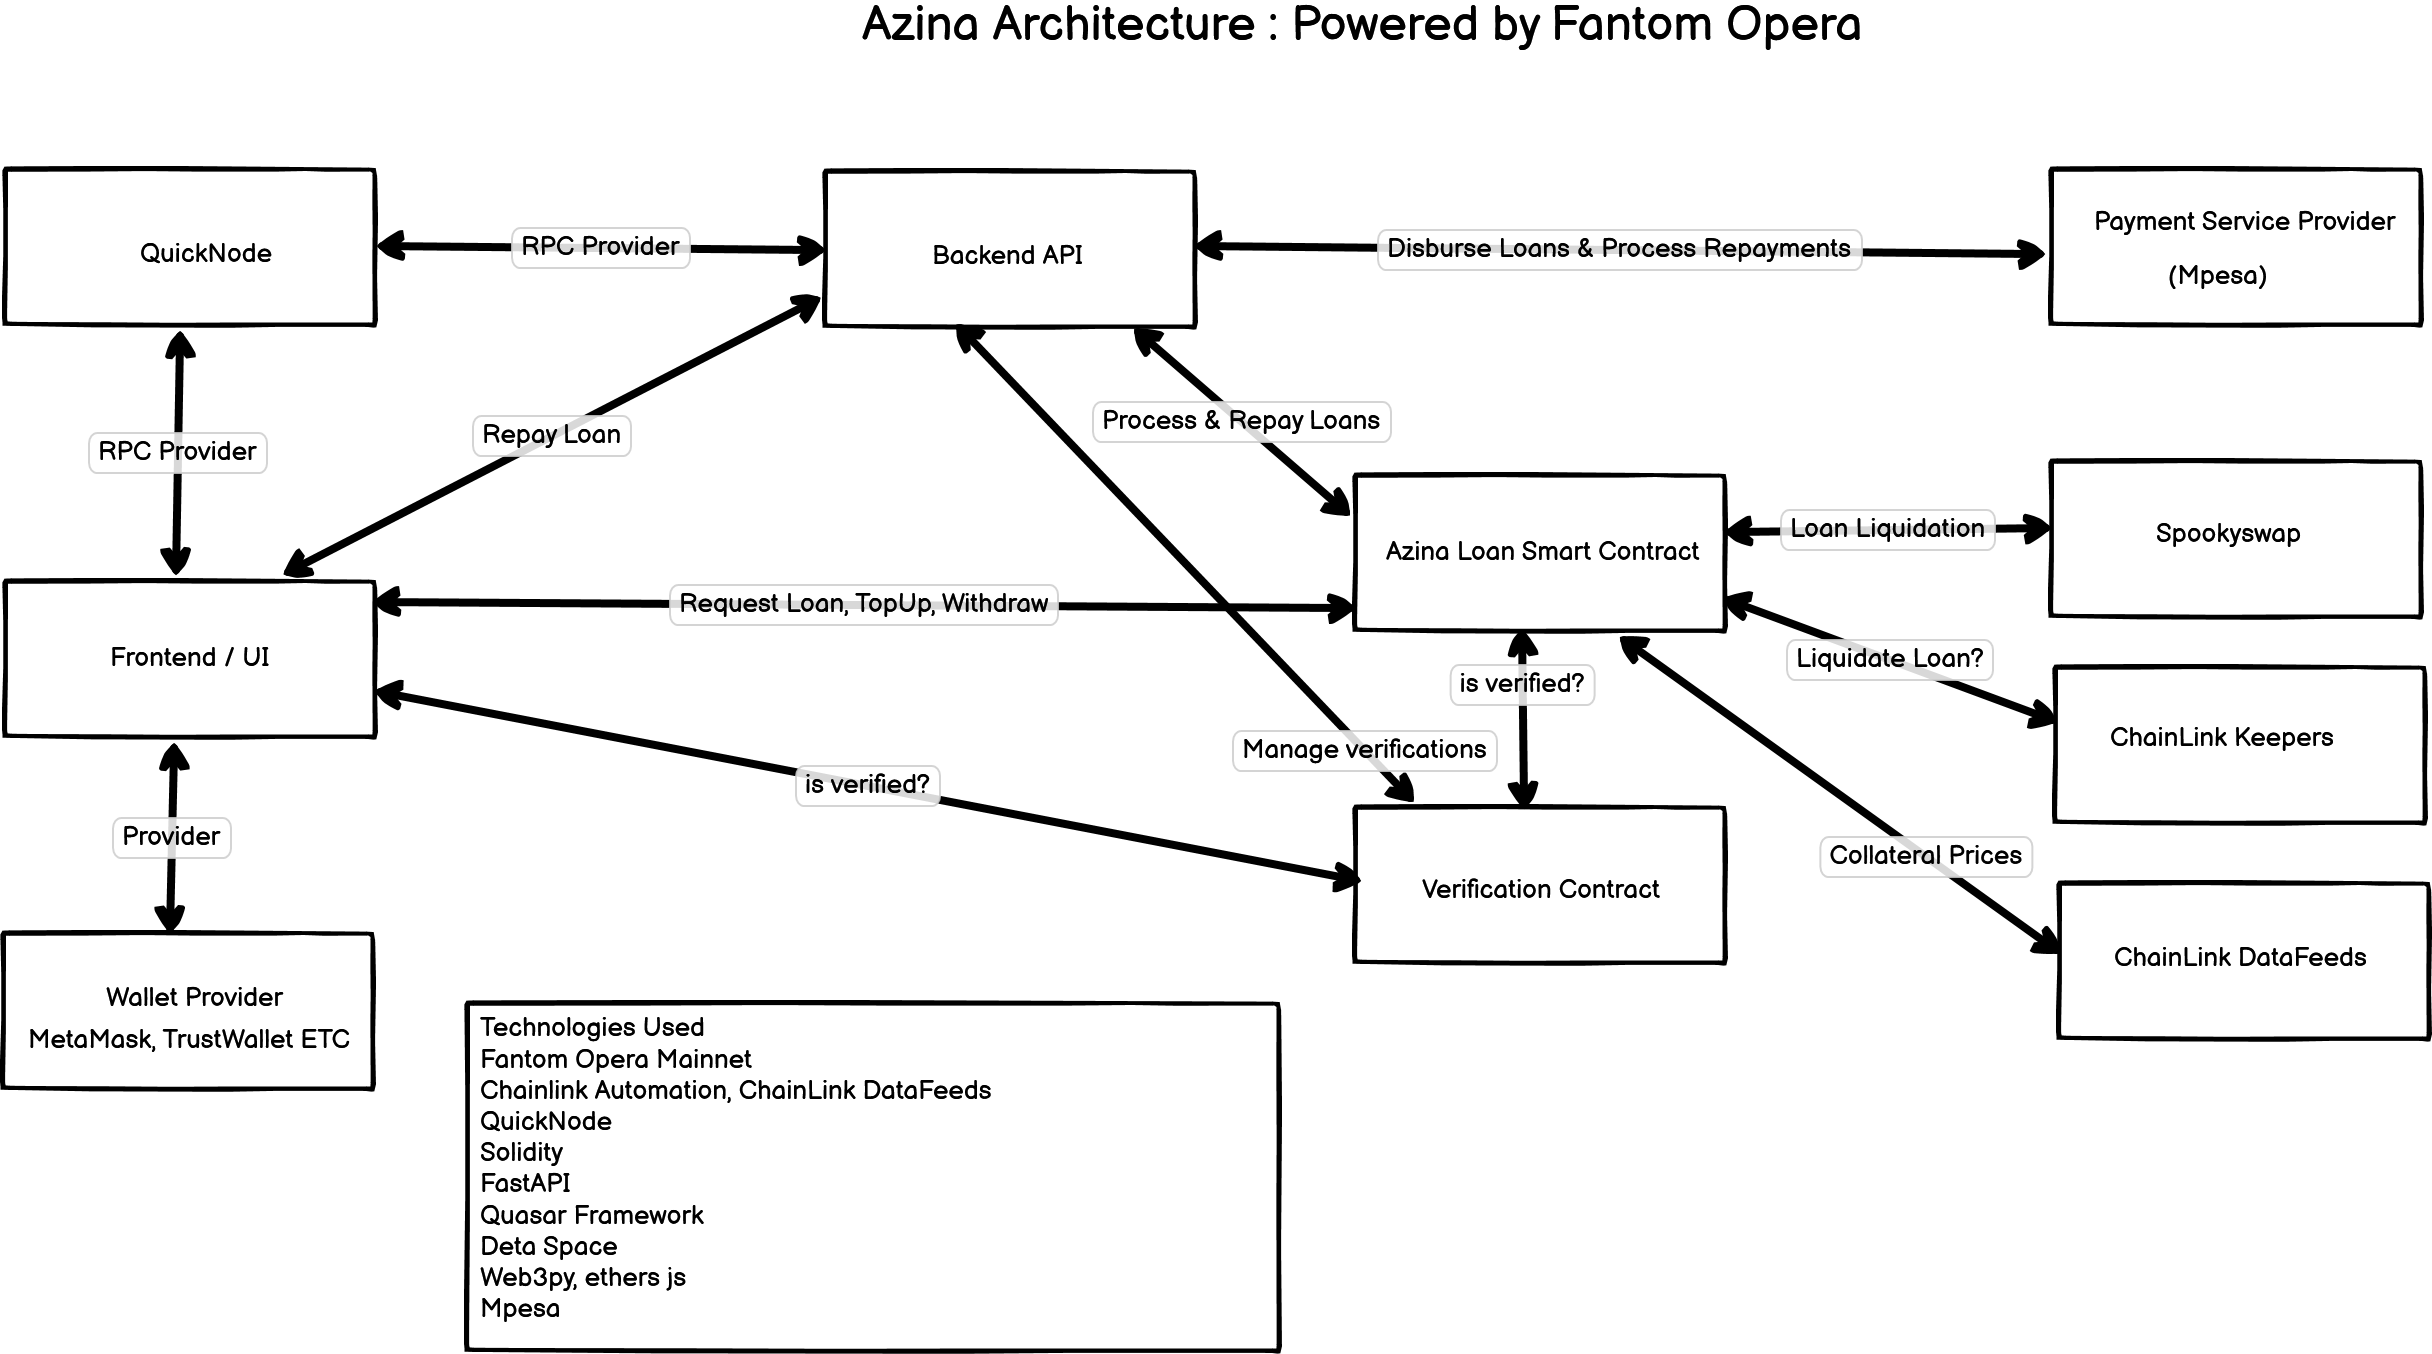 Azina Architecture : Powered by Fantom Opera
QuickNode
RPC Provider
Backend API
Disburse Loans & Process Repayments
Payment Service Provider
(Mpesa)
RPC Provider
Repay Loan
Process & Repay Loans
Azina Loan Smart Contract
Loan Liquidation
Spookyswap
Request Loan, TopUp, Withdraw
Frontend / UI
is verified?
Liquidate Loan?
ChainLink Keepers
Manage verifications
is verified?
Provider
Collateral Prices
Verification Contract
ChainLink DataFeeds
Wallet Provider
MetaMask, TrustWallet ETC
Technologies Used
Fantom Opera Mainnet
Chainlink Automation, ChainLink DataFeeds
QuickNode
Solidity
FastAPI
Quasar Framework
Deta Space
Web3py, ethers js
Mpesa